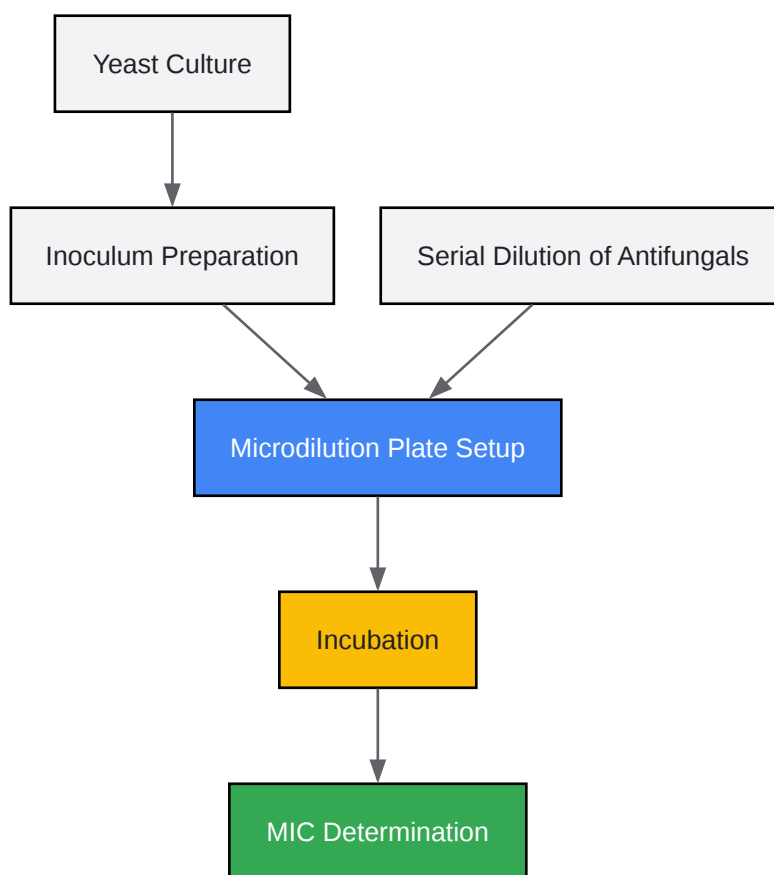 Yeast Culture
Inoculum Preparation
Serial Dilution of Antifungals
Microdilution Plate Setup
Incubation
MIC Determination